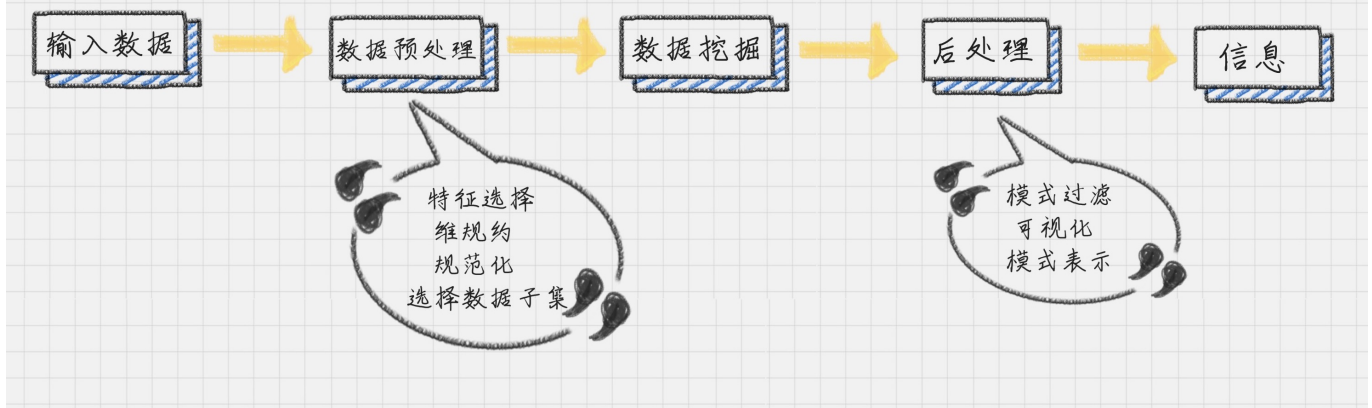 输入数据
数据预处理
数据挖掘
后处理
信息
特征选择
维规约
规范化
选择数据子集
模式过滤
可视化
模式表示